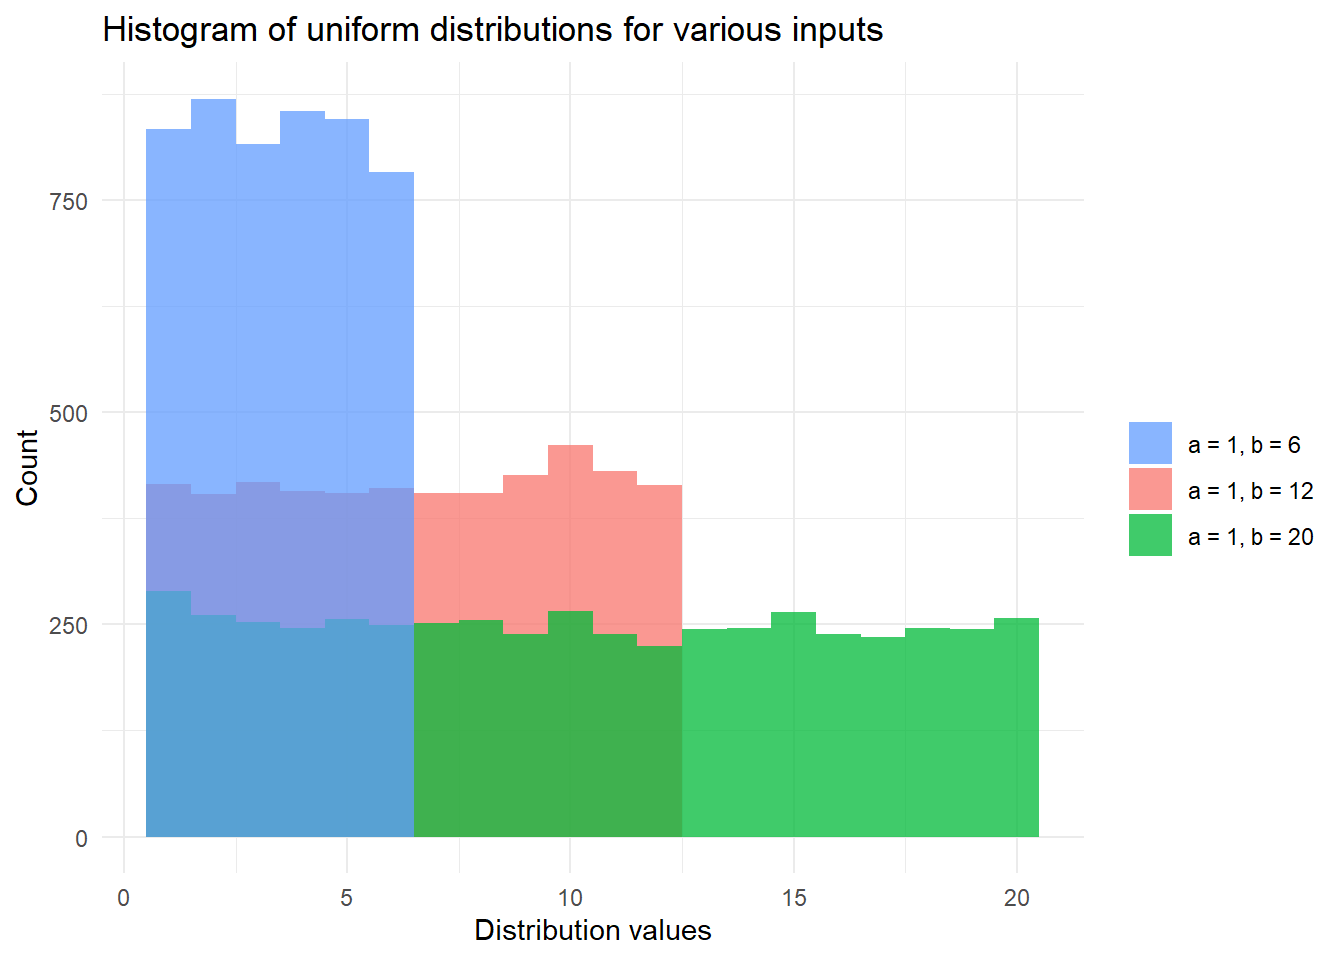 Histogram of uniform distributions for various inputs
Count
750
500
250
0
0 5 10 15 20
Distribution values
a = 1, b = 6
a = 1, b = 12
a = 1, b = 20